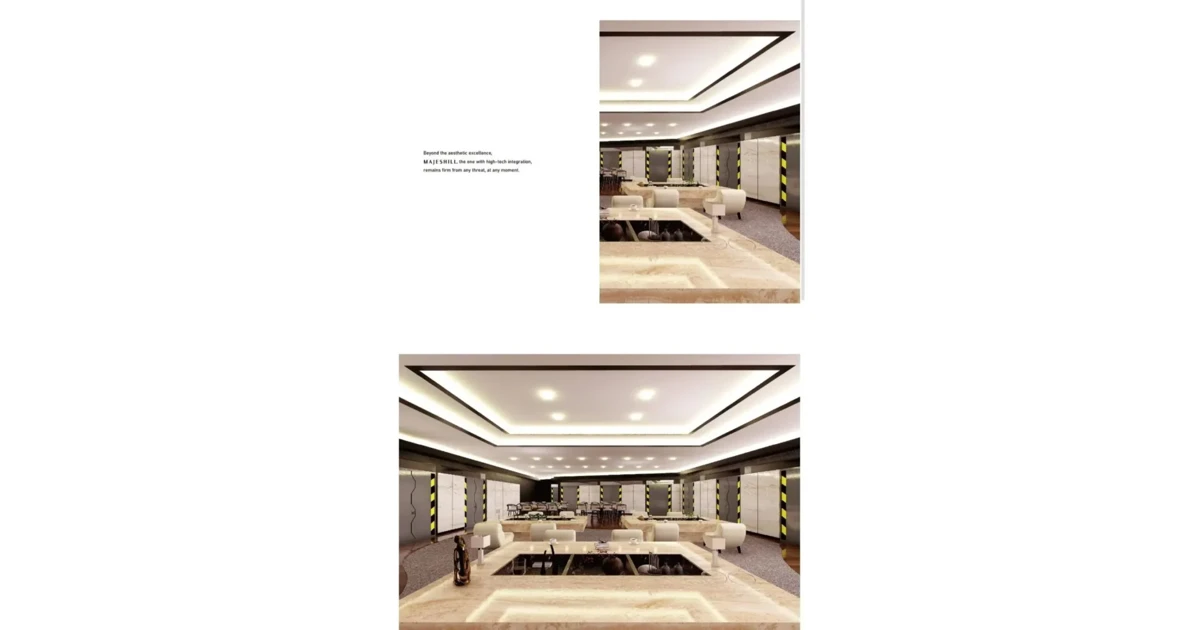 Beyond the aesthetic excellence,
MAJESHILL, the one with high-tech integration,
remains firm from any threat, at any moment.